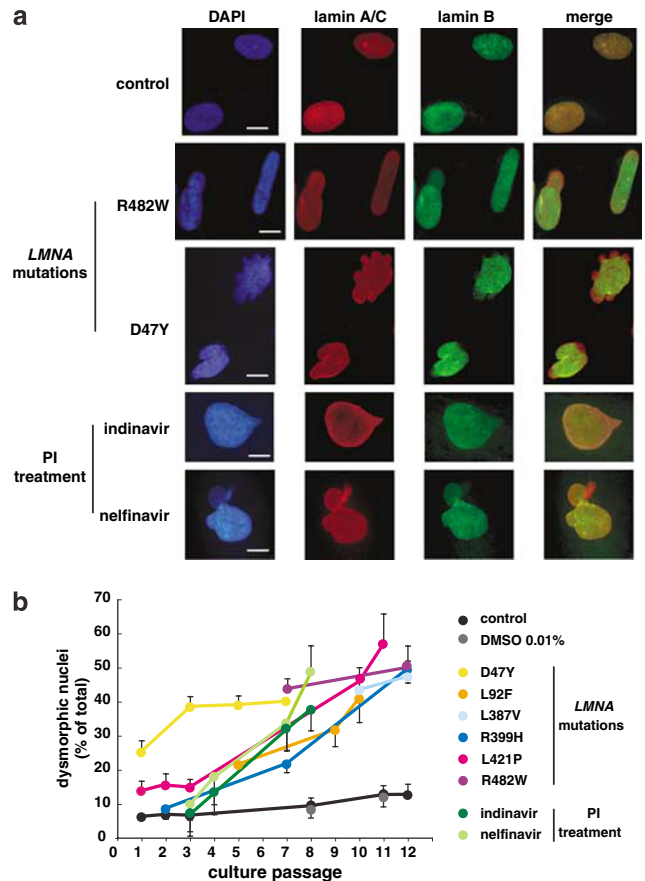 a
DAPI lamin A/C lamin B merge
control
R482W
LMNA
mutations
D47Y
indinavir
PI
treatment
nelfinavir
b
70
60
50
40
30
20
10
0
dysmorphic nuclei
(% of total)
0 1 2 3 4 5 6 7 8 9 10 11 12
culture passage
control
DMSO 0.01%
D47Y
L92F
L387V
R399H
L421P
R482W
LMNA
mutations
indinavir
nelfinavir
PI
treatment